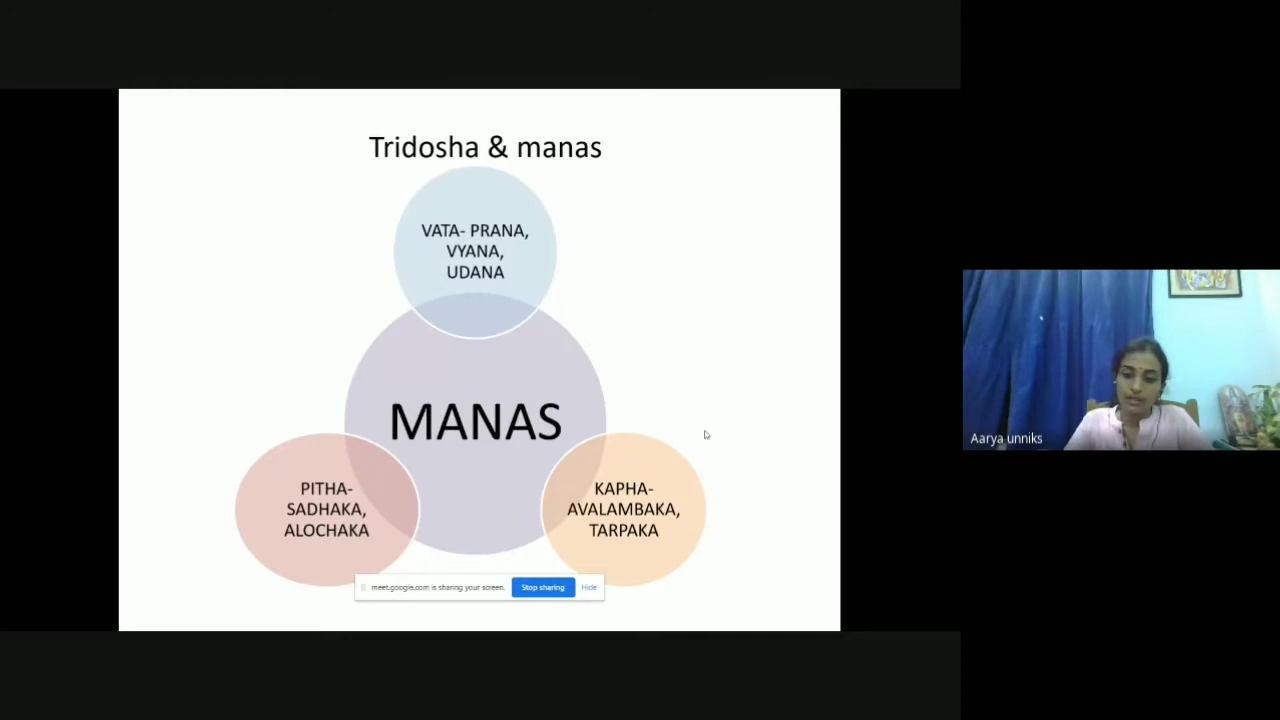 Tridosha & manas
VATA- PRANA,
VYANA,
UDANA
MANAS
PITHA-
SADHAKA,
ALOCHAKA
KAPHA-
AVALAMBAKA,
TARPAKA
meet.google.com is sharing your screen. Stop sharing Hide
Aarya unniks